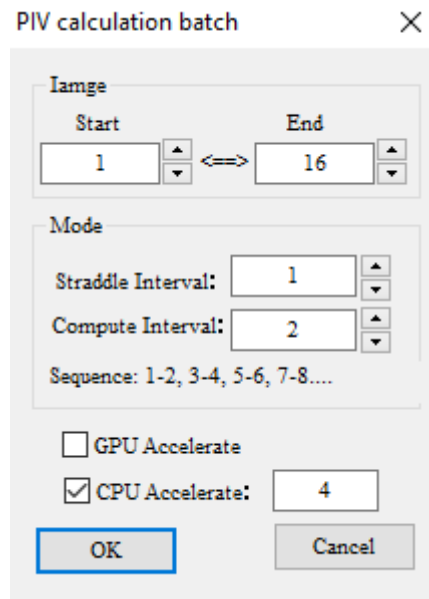 PIV calculation batch
Iamge
Start End
1 <==> 16
Mode
Straddle Interval: 1
Compute Interval: 2
Sequence: 1-2, 3-4, 5-6, 7-8....
GPU Accelerate
CPU Accelerate: 4
OK Cancel